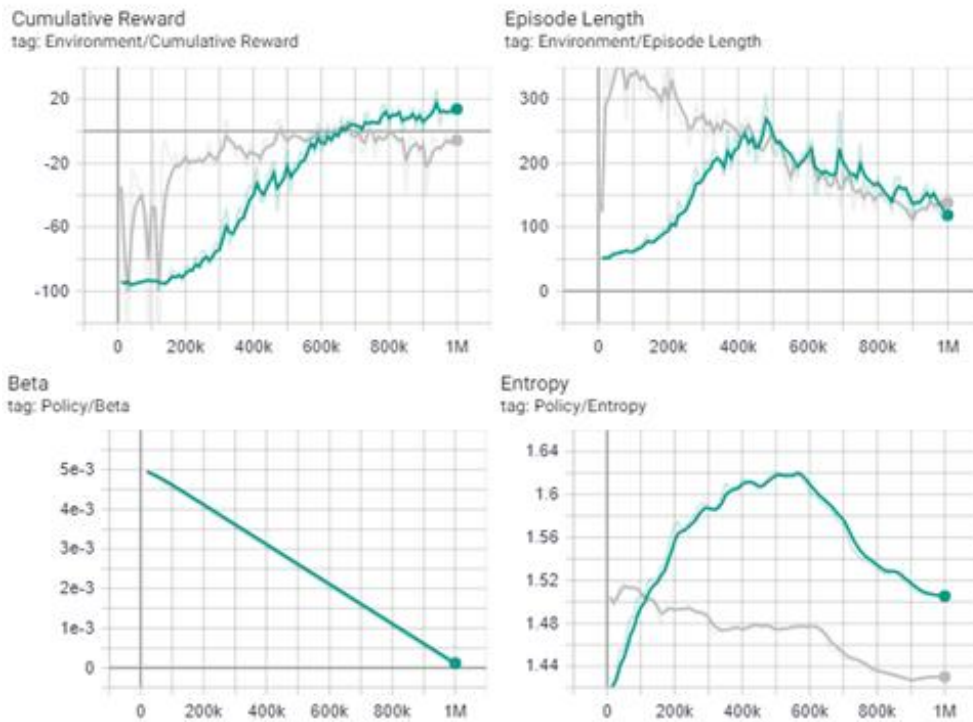 Cumulative Reward
tag: Environment/Cumulative Reward
20
-20
-60
-100
0 200k 400k 600k 800k 1M
Episode Length
tag: Environment/Episode Length
300
200
100
0
0 200k 400k 600k 800k 1M
Beta
tag: Policy/Beta
5e-3
4e-3
3e-3
2e-3
1e-3
0
0 200k 400k 600k 800k 1M
Entropy
tag: Policy/Entropy
1.64
1.6
1.56
1.52
1.48
1.44
0 200k 400k 600k 800k 1M